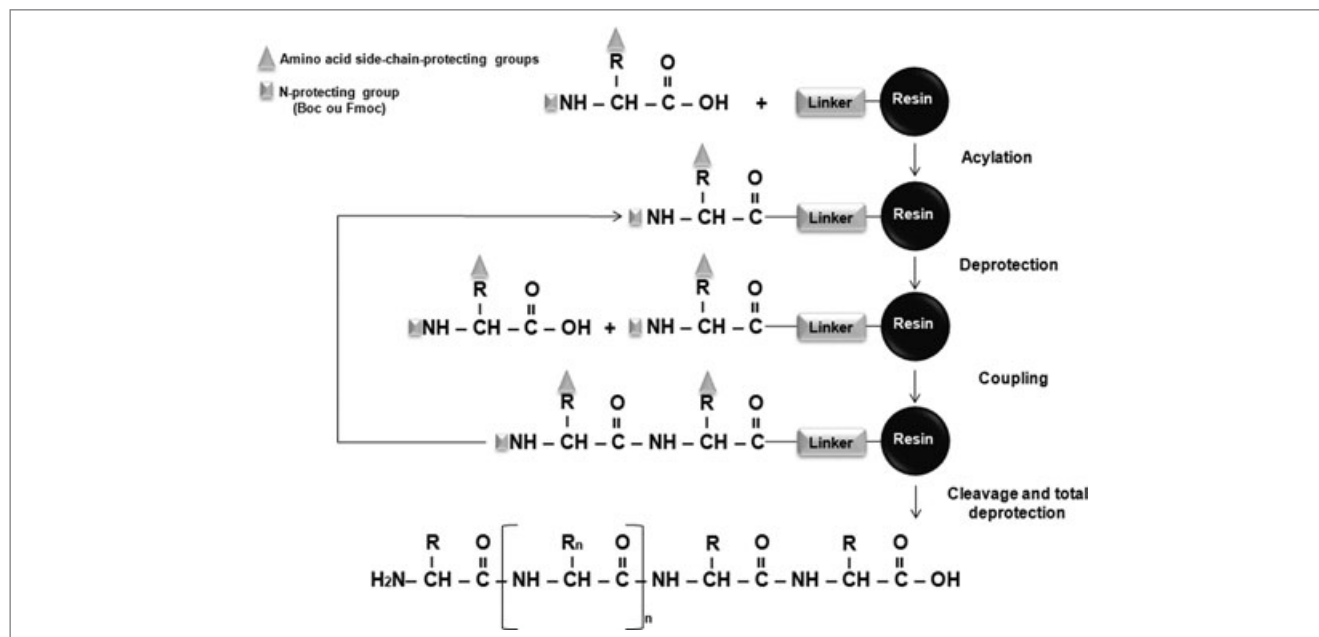 Amino acid side-chain-protecting groups
N-protecting group
(Boc ou Fmoc)
R O
NH – CH – C – OH + Linker Resin
Acylation
R O
NH – CH – C Linker Resin
Deprotection
R O R O
NH – CH – C – OH + NH – CH – C Linker Resin
Coupling
R O R O
NH – CH – C – NH – CH – C Linker Resin
Cleavage and total
deprotection
R O Rn O R O R O
H2N – CH – C – NH – CH – C – NH – CH – C – NH – CH – C – OH
n